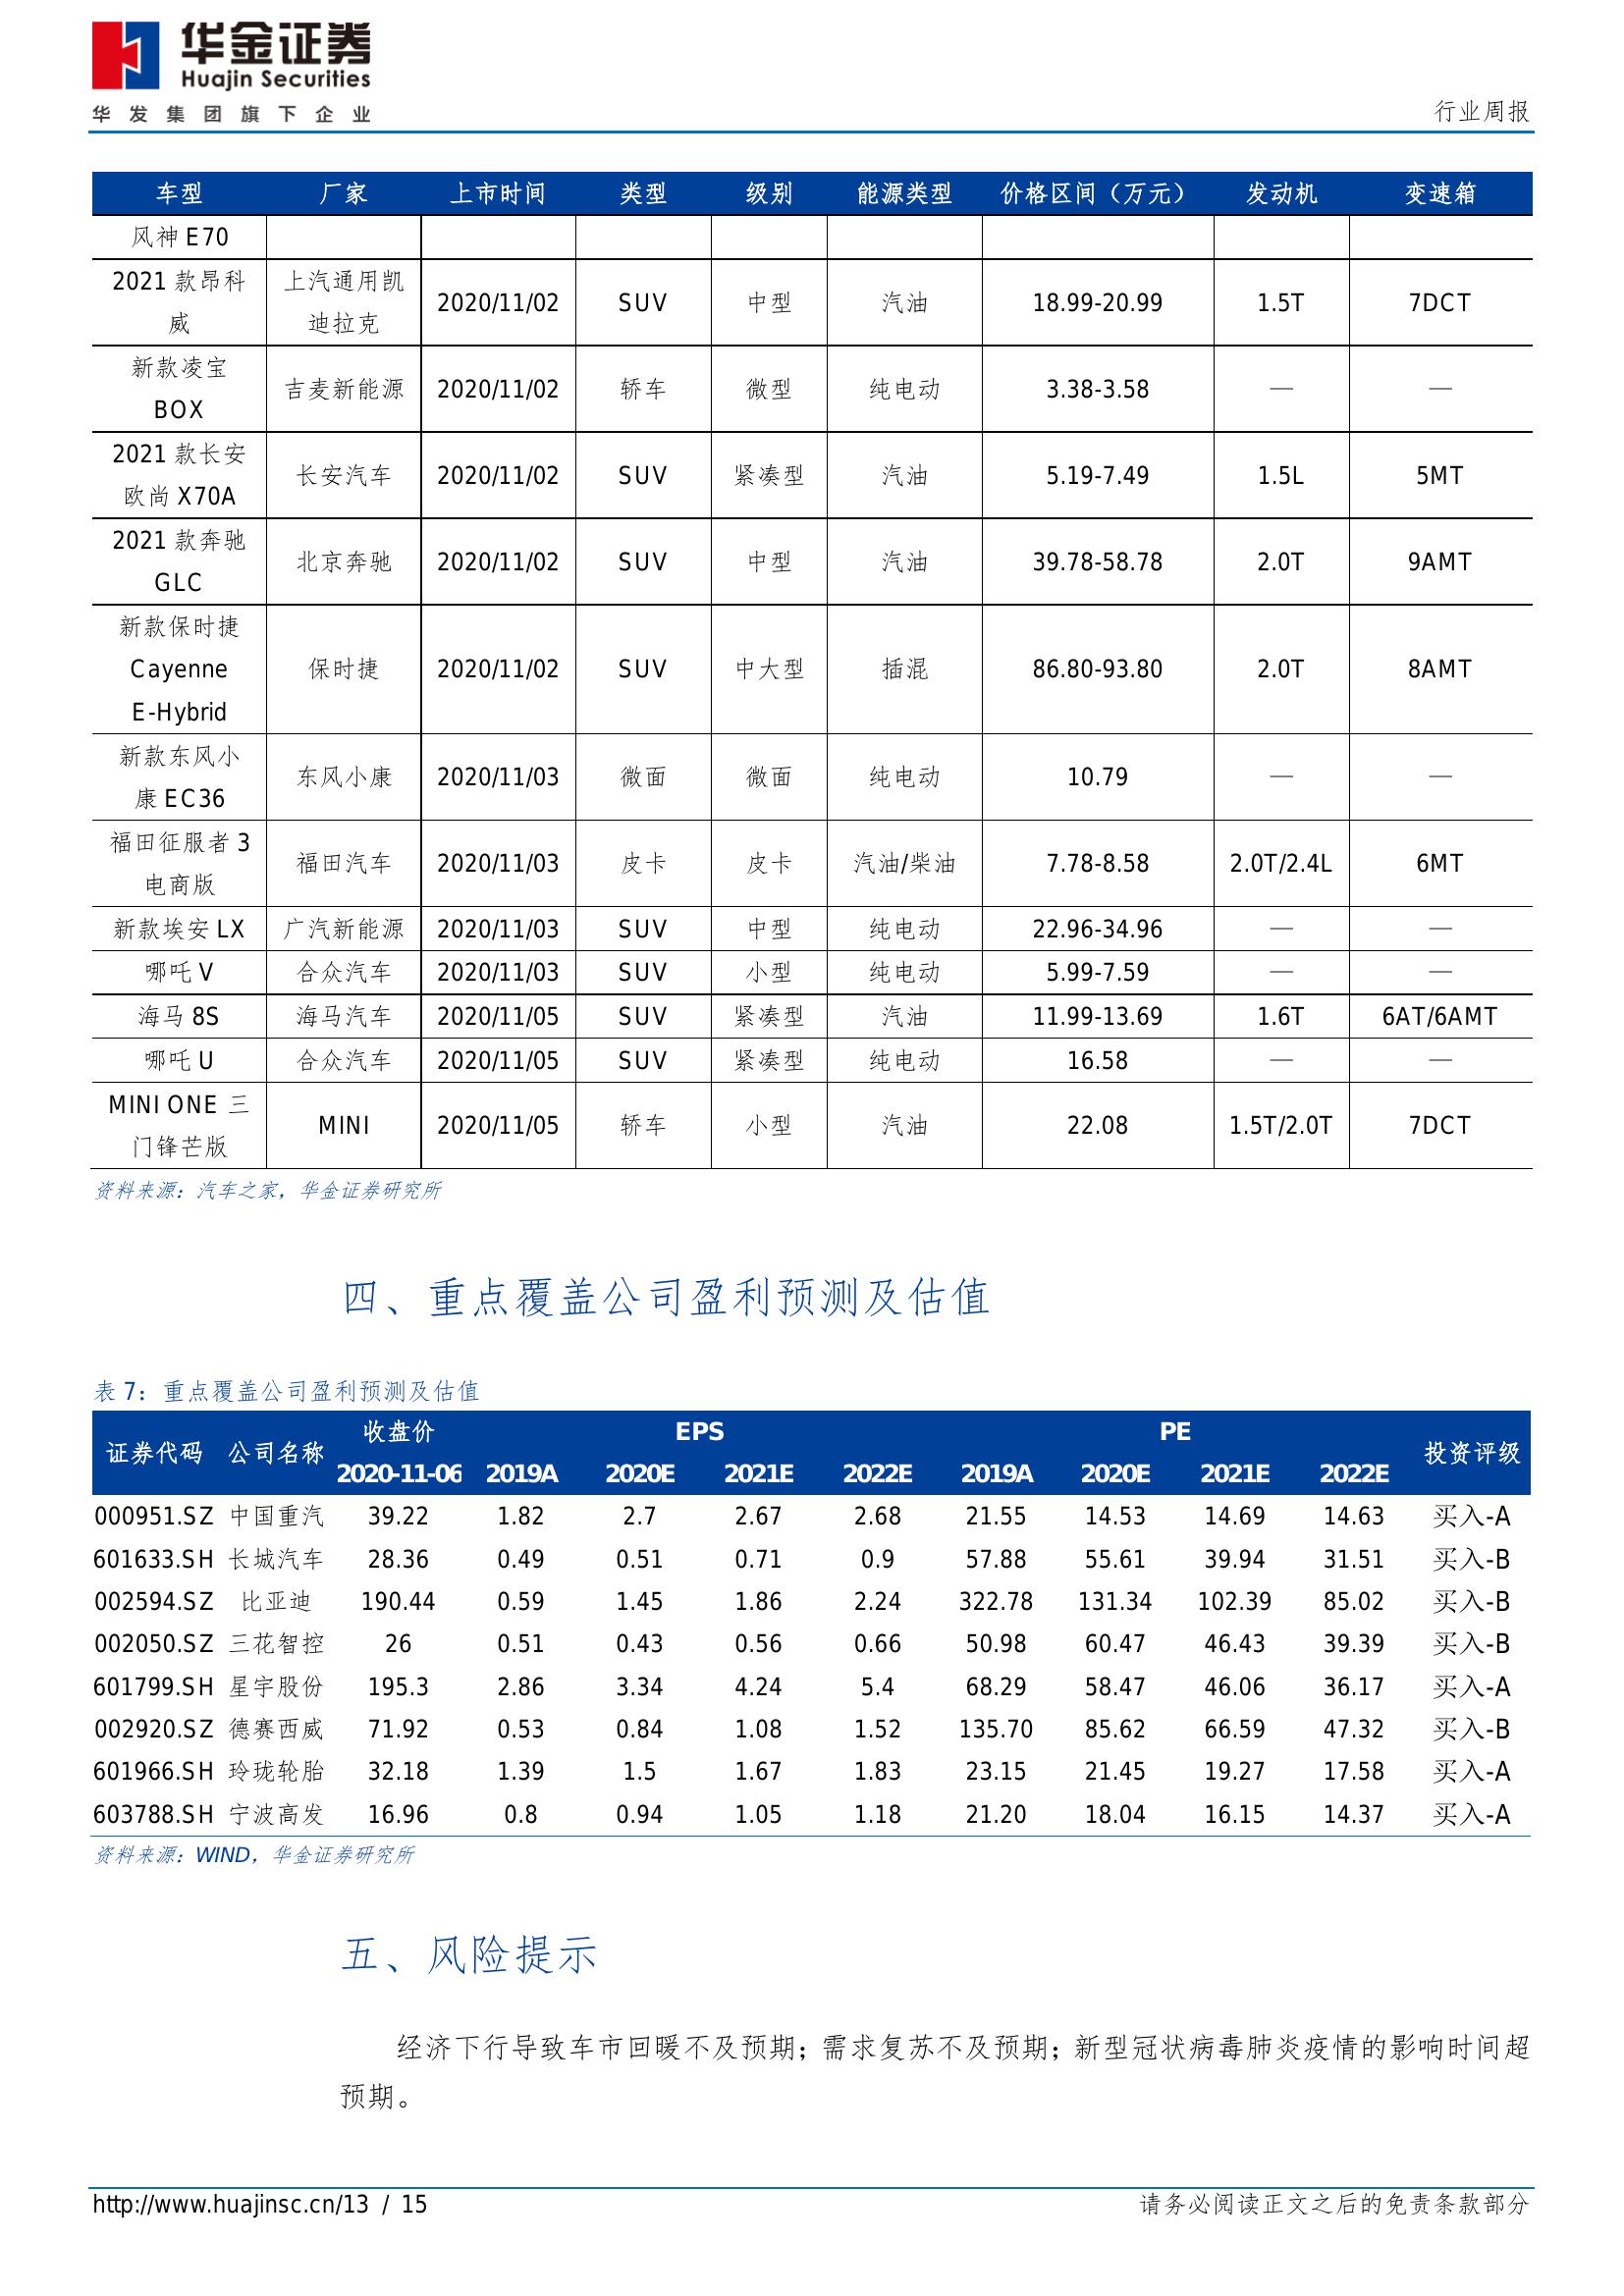 华金证券
Huajin Securities
华发集团旗下企业
行业周报
车型 厂家 上市时间 类型 级别 能源类型 价格区间（万元） 发动机 变速箱
风神 E70
2021 款昂科威 上汽通用凯迪拉克 2020/11/02 SUV 中型 汽油 18.99-20.99 1.5T 7DCT
新款凌宝 BOX 吉麦新能源 2020/11/02 轿车 微型 纯电动 3.38-3.58 — —
2021 款长安欧尚 X70A 长安汽车 2020/11/02 SUV 紧凑型 汽油 5.19-7.49 1.5L 5MT
2021 款奔驰 GLC 北京奔驰 2020/11/02 SUV 中型 汽油 39.78-58.78 2.0T 9AMT
新款保时捷 Cayenne E-Hybrid 保时捷 2020/11/02 SUV 中大型 插混 86.80-93.80 2.0T 8AMT
新款东风小康 EC36 东风小康 2020/11/03 微面 微面 纯电动 10.79 — —
福田征服者 3 电商版 福田汽车 2020/11/03 皮卡 皮卡 汽油/柴油 7.78-8.58 2.0T/2.4L 6MT
新款埃安 LX 广汽新能源 2020/11/03 SUV 中型 纯电动 22.96-34.96 — —
哪吒 V 合众汽车 2020/11/03 SUV 小型 纯电动 5.99-7.59 — —
海马 8S 海马汽车 2020/11/05 SUV 紧凑型 汽油 11.99-13.69 1.6T 6AT/6AMT
哪吒 U 合众汽车 2020/11/05 SUV 紧凑型 纯电动 16.58 — —
MINI ONE 三门锋芒版 MINI 2020/11/05 轿车 小型 汽油 22.08 1.5T/2.0T 7DCT
资料来源：汽车之家，华金证券研究所
四、重点覆盖公司盈利预测及估值
表 7：重点覆盖公司盈利预测及估值
证券代码 公司名称 收盘价 EPS PE 投资评级
2020-11-06 2019A 2020E 2021E 2022E 2019A 2020E 2021E 2022E
000951.SZ 中国重汽 39.22 1.82 2.7 2.67 2.68 21.55 14.53 14.69 14.63 买入-A
601633.SH 长城汽车 28.36 0.49 0.51 0.71 0.9 57.88 55.61 39.94 31.51 买入-B
002594.SZ 比亚迪 190.44 0.59 1.45 1.86 2.24 322.78 131.34 102.39 85.02 买入-B
002050.SZ 三花智控 26 0.51 0.43 0.56 0.66 50.98 60.47 46.43 39.39 买入-B
601799.SH 星宇股份 195.3 2.86 3.34 4.24 5.4 68.29 58.47 46.06 36.17 买入-A
002920.SZ 德赛西威 71.92 0.53 0.84 1.08 1.52 135.70 85.62 66.59 47.32 买入-B
601966.SH 玲珑轮胎 32.18 1.39 1.5 1.67 1.83 23.15 21.45 19.27 17.58 买入-A
603788.SH 宁波高发 16.96 0.8 0.94 1.05 1.18 21.20 18.04 16.15 14.37 买入-A
资料来源：WIND，华金证券研究所
五、风险提示
经济下行导致车市回暖不及预期；需求复苏不及预期；新型冠状病毒肺炎疫情的影响时间超
预期。
http://www.huajinsc.cn/13 / 15
请务必阅读正文之后的免责条款部分